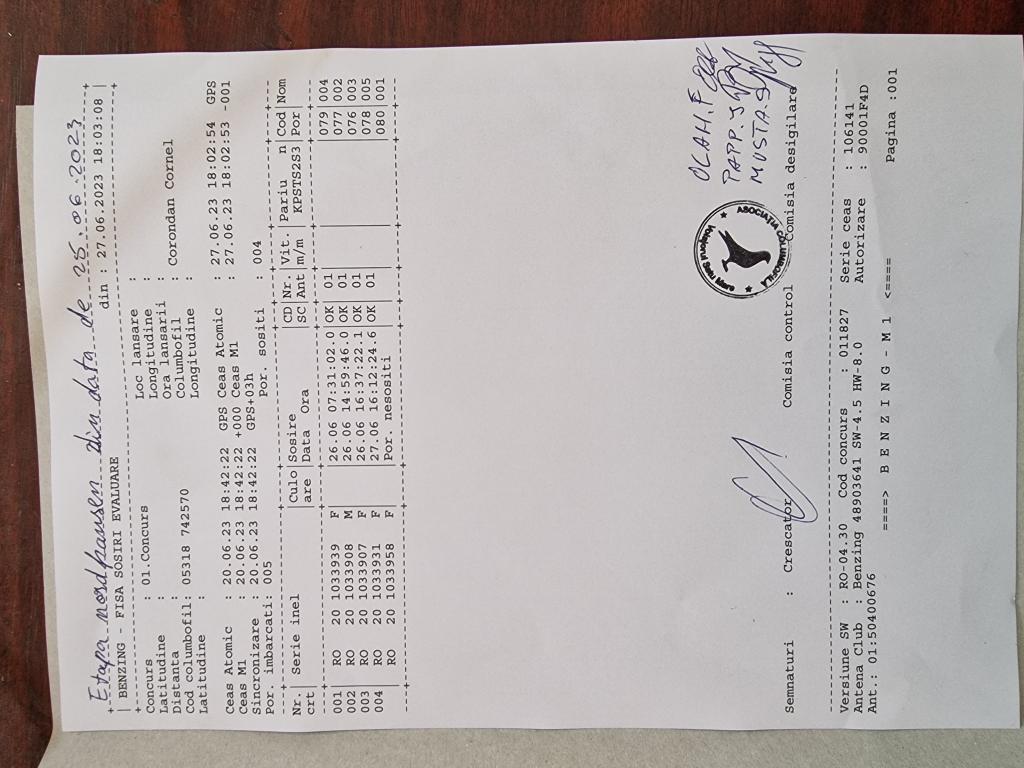 Etapa nordhausen din data de 25.06.2023
+------------------------------------------------------------------+
| BENZING - FISA SOSIRI EVALUARE din : 27.06.2023 18:03:08 |
+------------------------------------------------------------------+
Concurs : 01.Concurs Loc lansare :
Latitudine : Longitudine :
Distanta : Ora lansarii :
Cod columbofil: 05318 742570 Columbofil : Corondan Cornel
Latitudine : Longitudine :
Ceas Atomic : 20.06.23 18:42:22 GPS Ceas Atomic : 27.06.23 18:02:54 GPS
Ceas M1 : 20.06.23 18:42:22 +000 Ceas M1 : 27.06.23 18:02:53 -001
Sincronizare : 20.06.23 18:42:22 GPS+03h
Por. imbarcati: 005 Por. sositi : 004
Nr.| Serie inel |Culo|Sosire |CD|Nr.|Vit.|Pariu n|Cod|Nom
crt| |are |Data Ora |SC|Ant|m/m | KPSTS2S3|Por|
001 | RO 20 1033939 F | |26.06 07:31:02.0|OK| 01| | |079|004
002 | RO 20 1033908 M | |26.06 14:59:46.0|OK| 01| | |077|002
003 | RO 20 1033907 F | |26.06 16:37:22.1|OK| 01| | |076|003
004 | RO 20 1033931 F | |27.06 16:12:24.6|OK| 01| | |078|005
| RO 20 1033958 F | |Por. nesositi | | | | |080|001
OLAH.F
PAPP.J
MUSTA.S
ASOCIATIA COLUMBOFILA Voiajorul Satu Mare
Semnaturi : Crescator Comisia control Comisia desigilare
Versiune SW : RO-04.30 Cod concurs : 011827 Serie ceas : 106141
Antena Club : Benzing 48903641 SW-4.5 HW-8.0 Autorizare : 90001F4D
Ant.: 01:50400676
====> B E N Z I N G - M 1 <==== Pagina :001